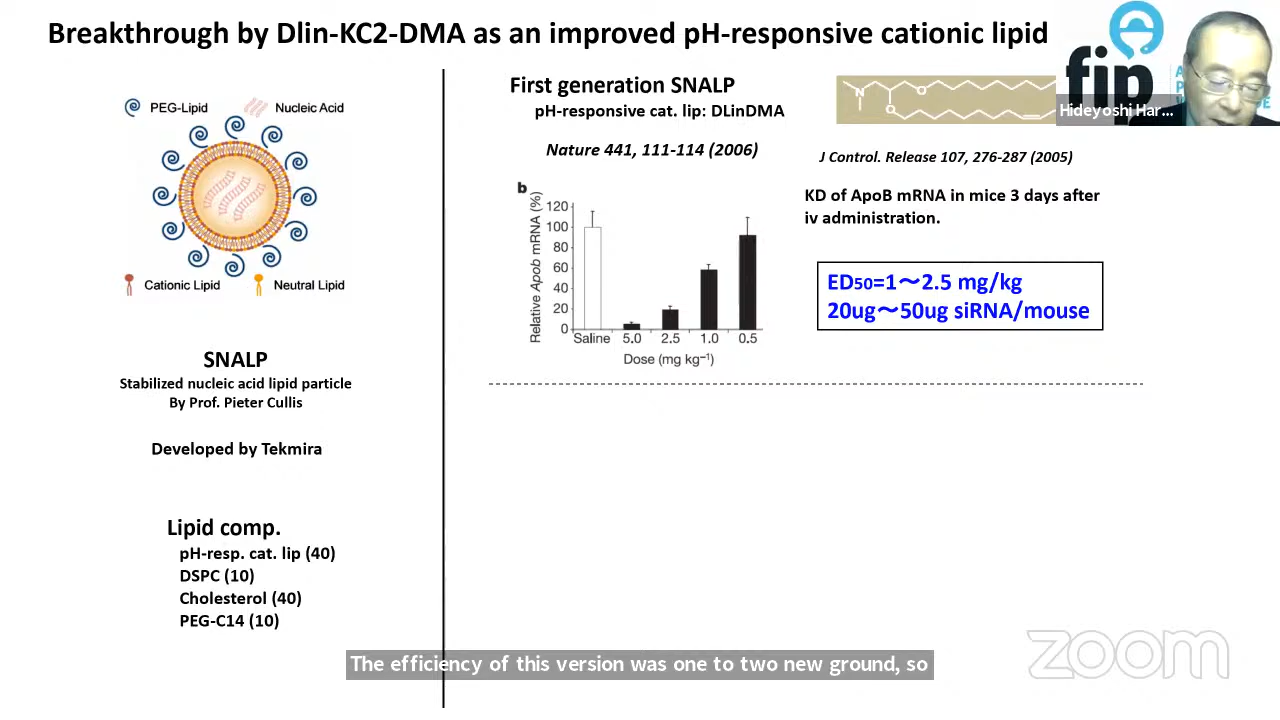 Breakthrough by Dlin-KC2-DMA as an improved pH-responsive cationic lipid
fip
Hideyoshi Har...
PEG-Lipid
Nucleic Acid
Cationic Lipid
Neutral Lipid
SNALP
Stabilized nucleic acid lipid particle
By Prof. Pieter Cullis
Developed by Tekmira
Lipid comp.
pH-resp. cat. lip (40)
DSPC (10)
Cholesterol (40)
PEG-C14 (10)
First generation SNALP
pH-responsive cat. lip: DLinDMA
Nature 441, 111-114 (2006)
N
O
O
J Control. Release 107, 276-287 (2005)
b
Relative Apob mRNA (%)
120
100
80
60
40
20
0
Saline 5.0 2.5 1.0 0.5
Dose (mg kg⁻¹)
KD of ApoB mRNA in mice 3 days after
iv administration.
ED50=1～2.5 mg/kg
20ug～50ug siRNA/mouse
The efficiency of this version was one to two new ground, so
zoom